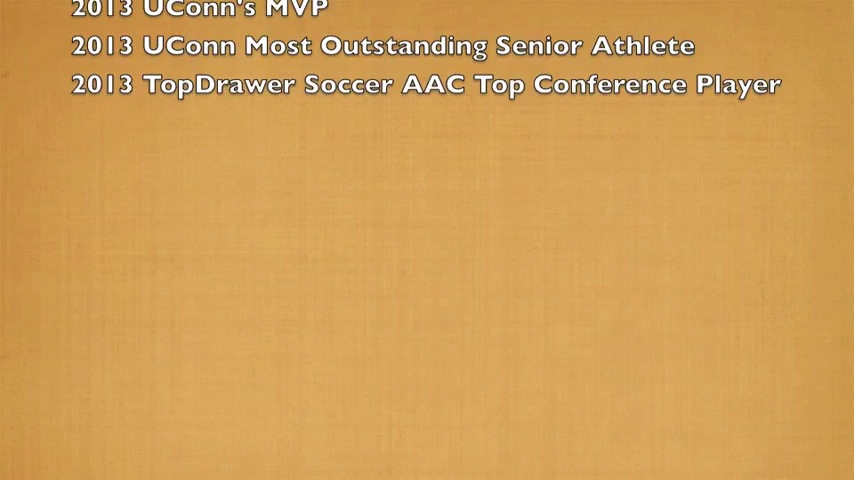 2013 UConn's MVP
2013 UConn Most Outstanding Senior Athlete
2013 TopDrawer Soccer AAC Top Conference Player